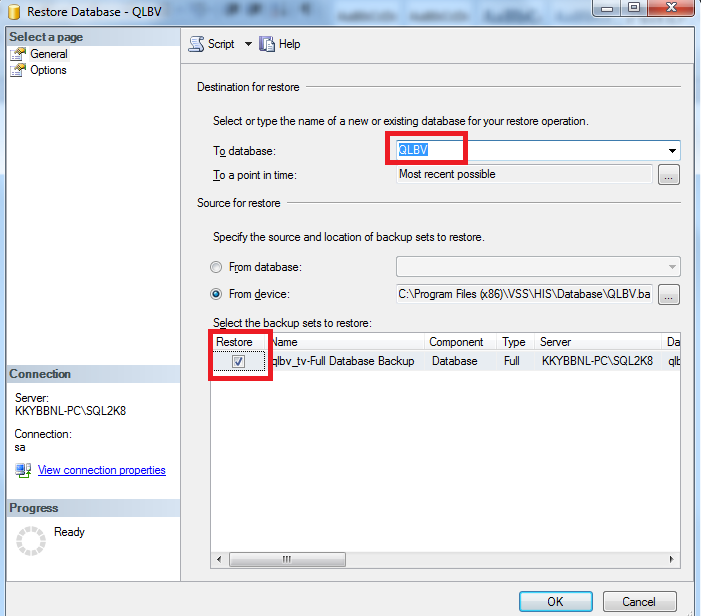 Restore Database - QLBV
Select a page
General
Options
Script Help
Destination for restore
Select or type the name of a new or existing database for your restore operation.
To database: QLBV
To a point in time: Most recent possible ...
Source for restore
Specify the source and location of backup sets to restore.
From database:
From device: C:\Program Files (x86)\VSS\HIS\Database\QLBV.ba ...
Select the backup sets to restore:
Restore Name Component Type Server Da
qlbv_tv-Full Database Backup Database Full KKYBBNL-PC\SQL2K8 qlb
Connection
Server:
KKYBBNL-PC\SQL2K8
Connection:
sa
View connection properties
Progress
Ready
OK Cancel